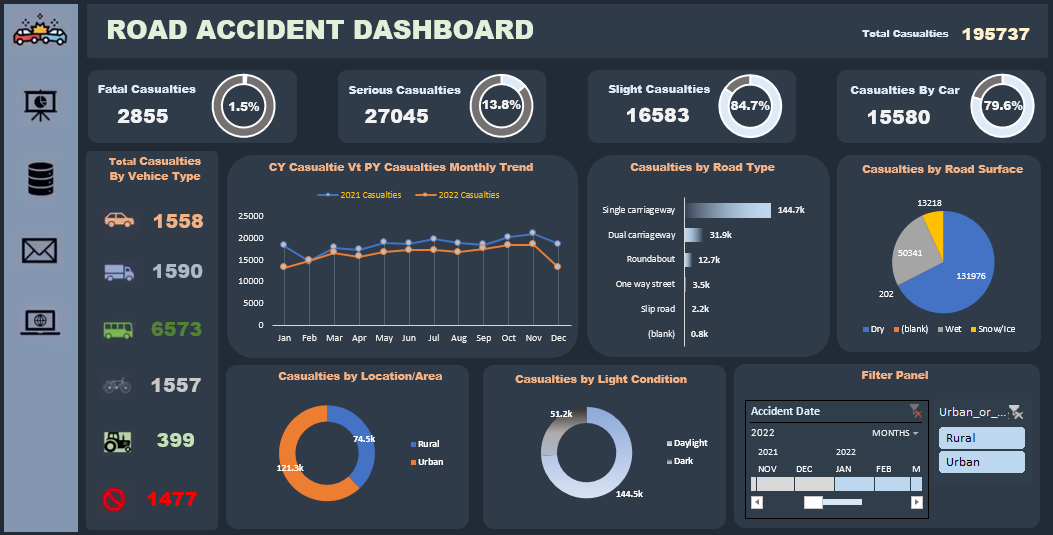 ROAD ACCIDENT DASHBOARD
Total Casualties 195737
Fatal Casualties
2855
1.5%
Serious Casualties
27045
13.8%
Slight Casualties
16583
84.7%
Casualties By Car
15580
79.6%
Total Casualties
By Vehice Type
1558
1590
6573
1557
399
1477
CY Casualtie Vt PY Casualties Monthly Trend
2021 Casualties 2022 Casualties
25000
20000
15000
10000
5000
0
Jan Feb Mar Apr May Jun Jul Aug Sep Oct Nov Dec
Casualties by Road Type
Single carriageway 144.7k
Dual carriageway 31.9k
Roundabout 12.7k
One way street 3.5k
Slip road 2.2k
(blank) 0.8k
Casualties by Road Surface
13218
50341
131976
202
Dry (blank) Wet Snow/Ice
Casualties by Location/Area
74.5k
121.3k
Rural
Urban
Casualties by Light Condition
51.2k
144.5k
Daylight
Dark
Filter Panel
Accident Date
2022 MONTHS
2021 2022
NOV DEC JAN FEB M
Urban_or_...
Rural
Urban